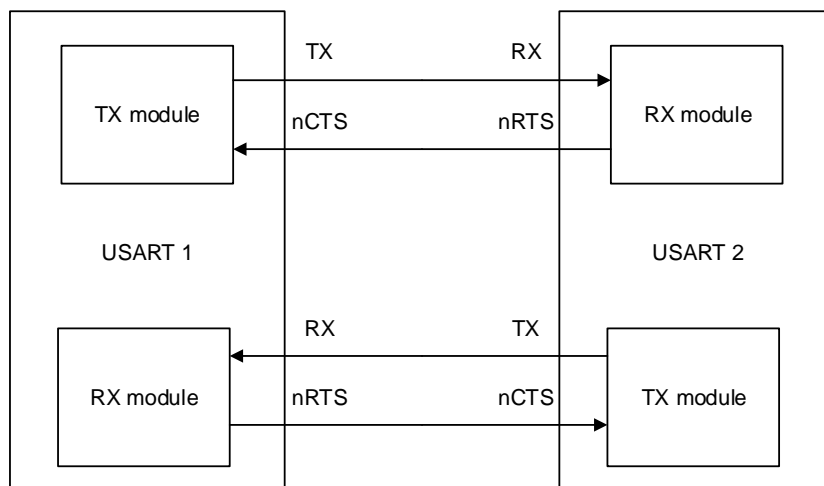 TX RX
TX module RX module
nCTS nRTS
USART 1 USART 2
RX TX
RX module TX module
nRTS nCTS